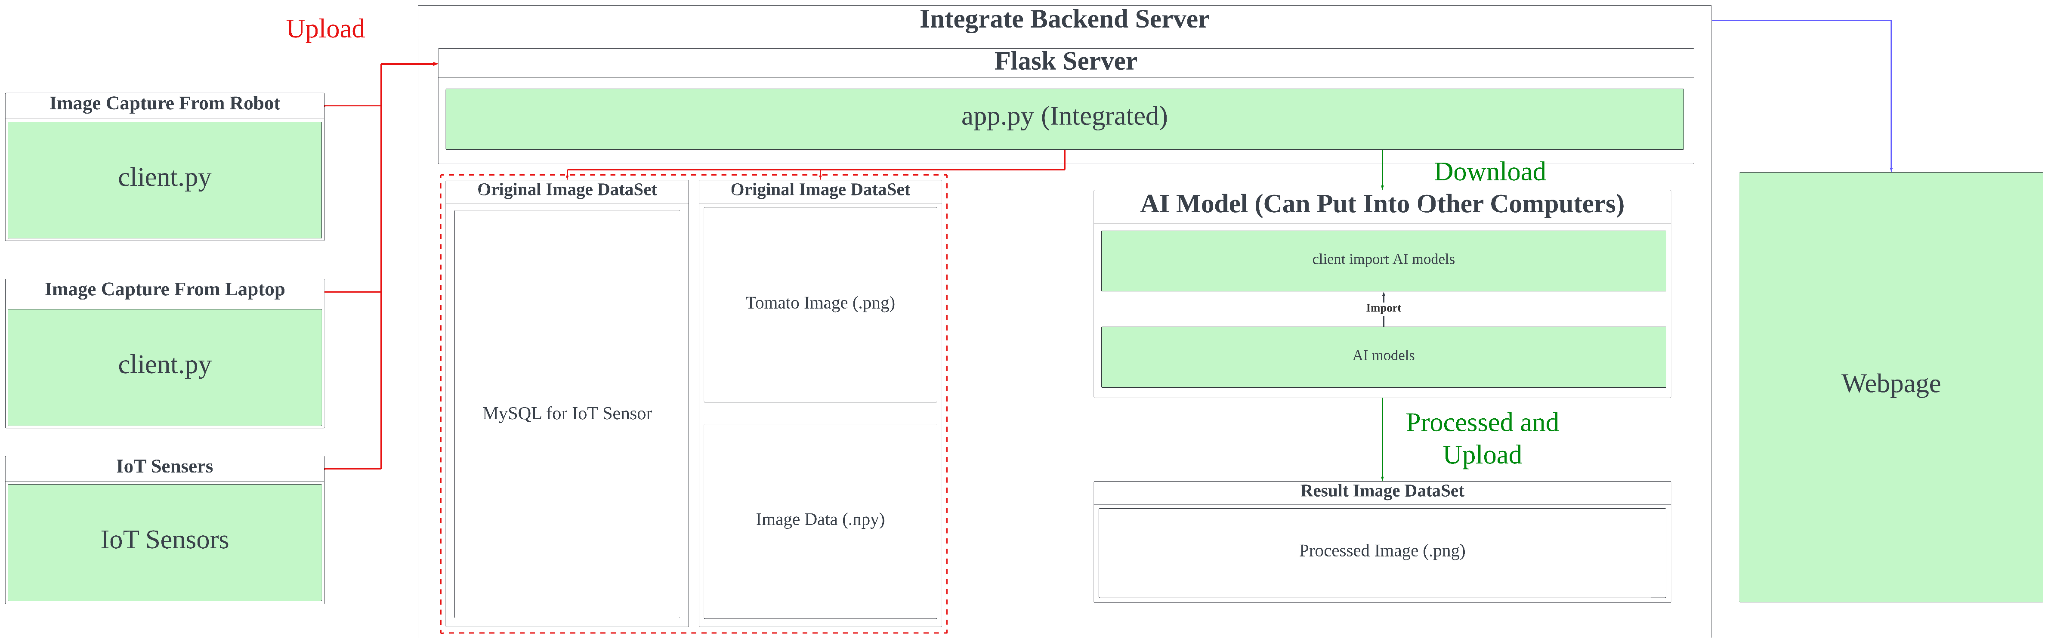 Upload
Image Capture From Robot
client.py
Image Capture From Laptop
client.py
IoT Sensers
IoT Sensors
Integrate Backend Server
Flask Server
app.py (Integrated)
Original Image DataSet
MySQL for IoT Sensor
Original Image DataSet
Tomato Image (.png)
Image Data (.npy)
Download
AI Model (Can Put Into Other Computers)
client import AI models
Import
AI models
Processed and
Upload
Result Image DataSet
Processed Image (.png)
Webpage